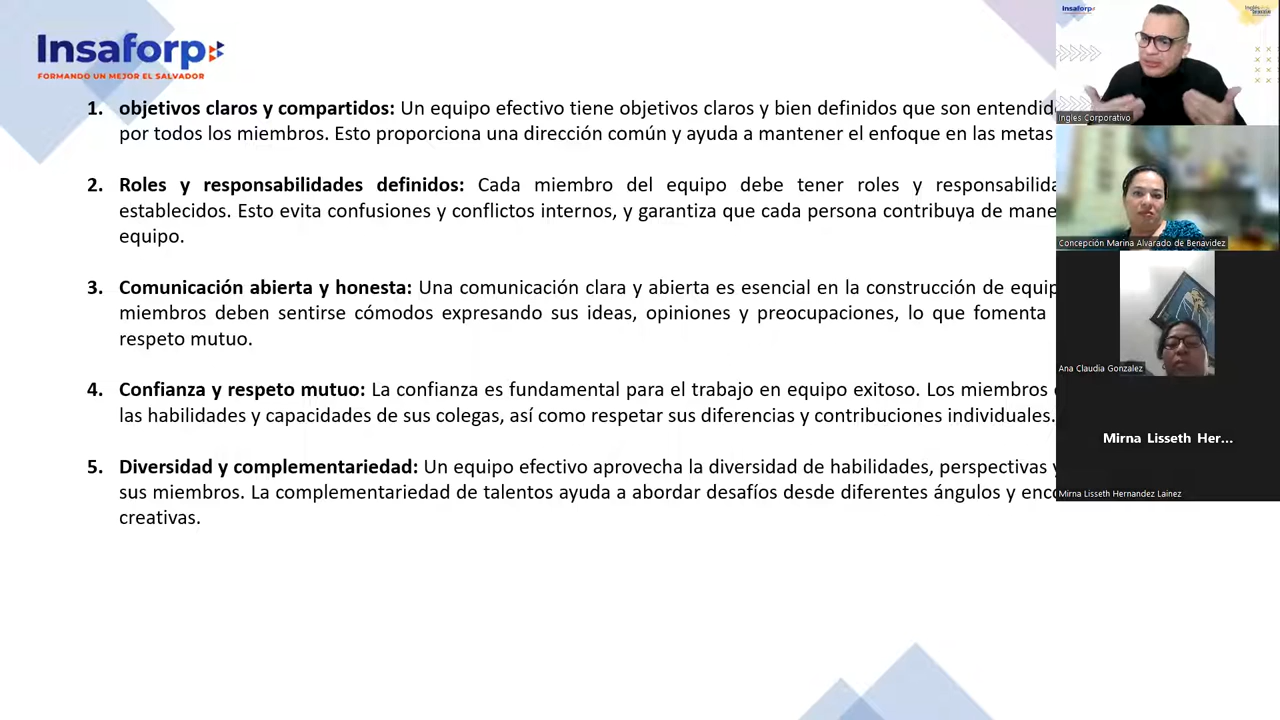 Insaforp
FORMANDO UN MEJOR EL SALVADOR
1. objetivos claros y compartidos: Un equipo efectivo tiene objetivos claros y bien definidos que son
por todos los miembros. Esto proporciona una dirección común y ayuda a mantener el enfoque en las metas
2. Roles y responsabilidades definidos: Cada miembro del equipo debe tener roles y
establecidos. Esto evita confusiones y conflictos internos, y garantiza que cada persona contribuya de
equipo.
3. Comunicación abierta y honesta: Una comunicación clara y abierta es esencial en la construcción de
miembros deben sentirse cómodos expresando sus ideas, opiniones y preocupaciones, lo que fomenta
respeto mutuo.
4. Confianza y respeto mutuo: La confianza es fundamental para el trabajo en equipo exitoso. Los miembros
las habilidades y capacidades de sus colegas, así como respetar sus diferencias y contribuciones individuales.
5. Diversidad y complementariedad: Un equipo efectivo aprovecha la diversidad de habilidades, perspectivas
sus miembros. La complementariedad de talentos ayuda a abordar desafíos desde diferentes ángulos y
creativas.
Insaforp
Ingles Corporativo
Concepción Marina Alvarado de Benavidez
Ana Claudia Gonzalez
Mirna Lisseth Her...
Mirna Lisseth Hernandez Lainez